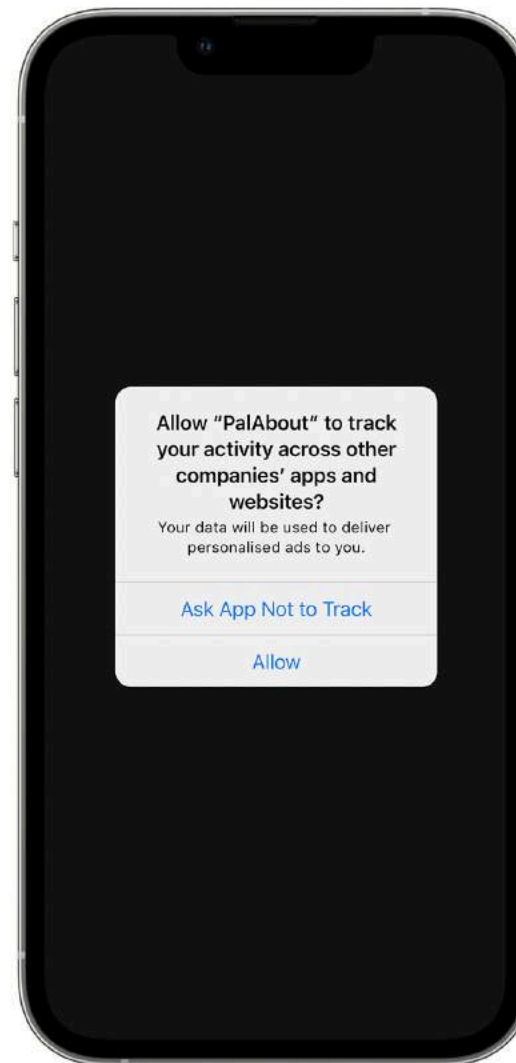 Allow “PalAbout“ to track
your activity across other
companies’ apps and
websites?
Your data will be used to deliver
personalised ads to you.
Ask App Not to Track
Allow